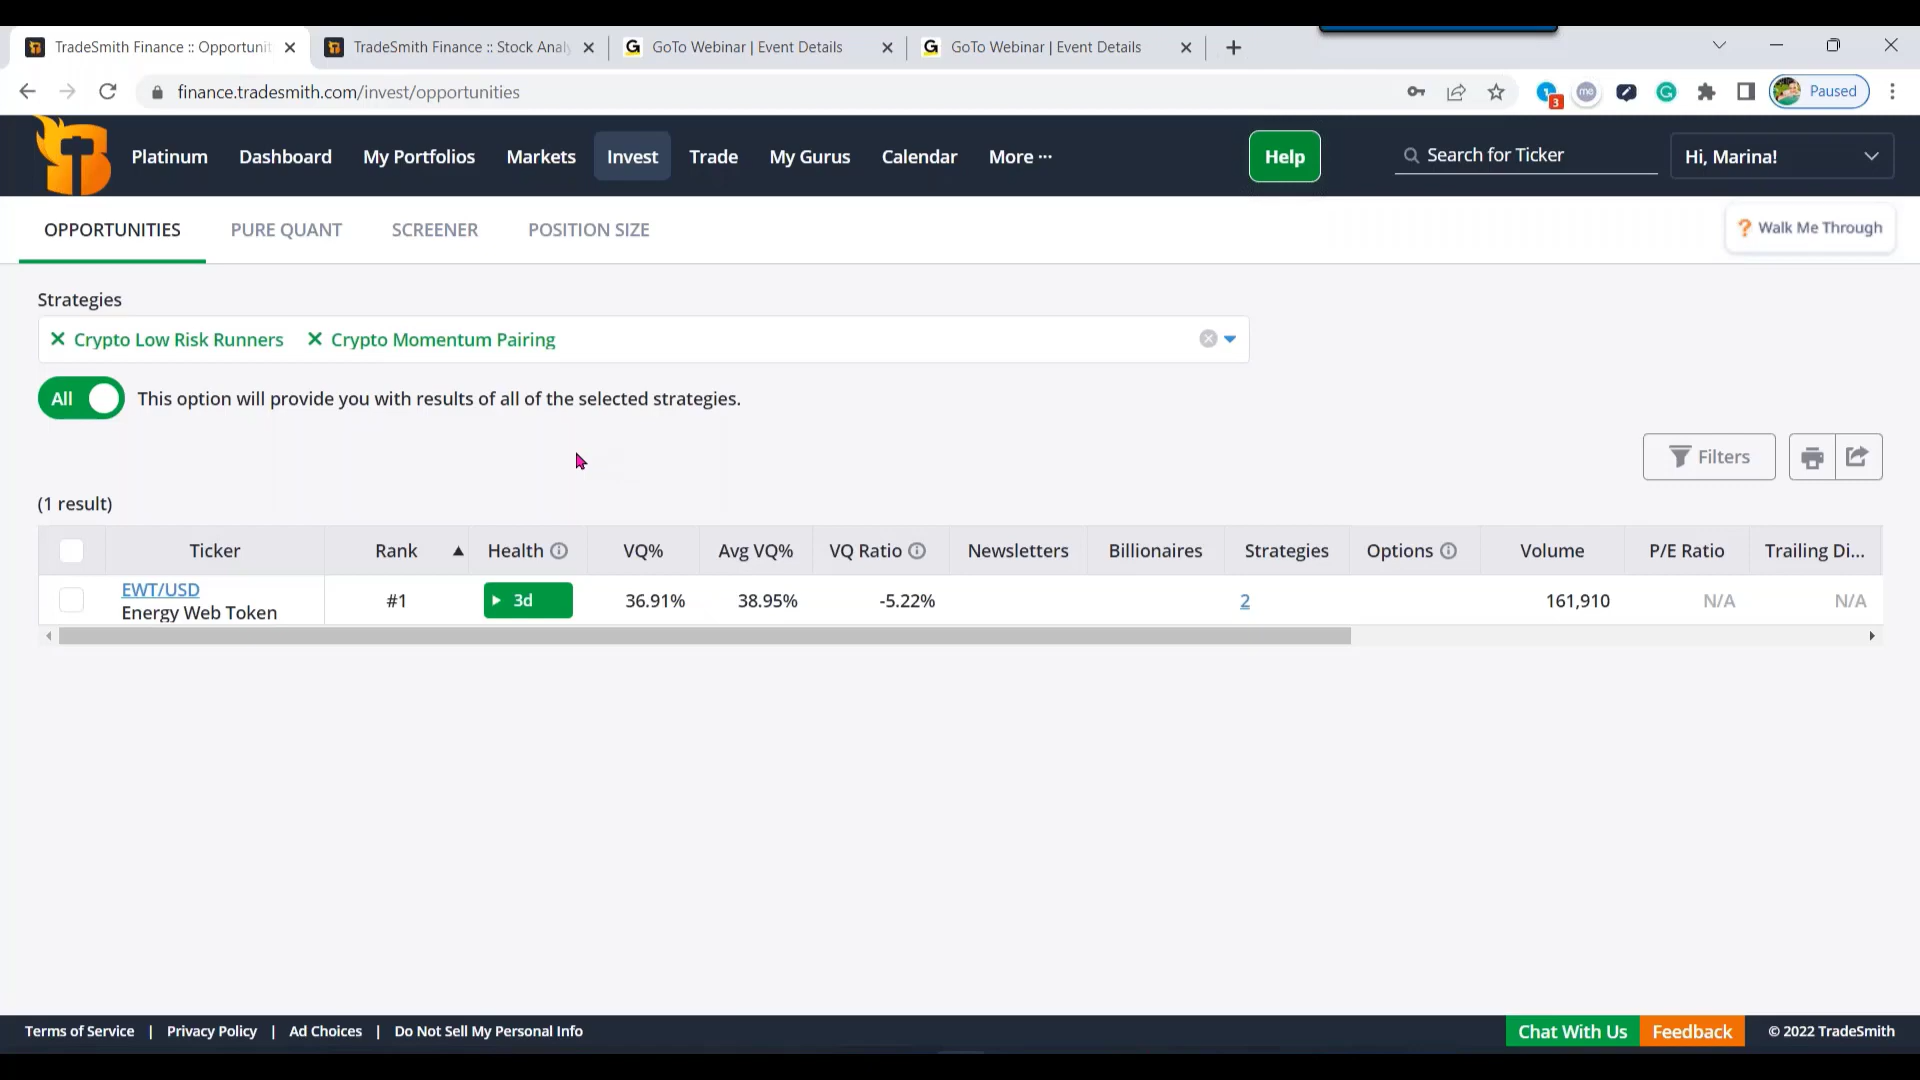 TradeSmith Finance :: Opportunit
TradeSmith Finance :: Stock Anal
GoTo Webinar | Event Details
GoTo Webinar | Event Details
finance.tradesmith.com/invest/opportunities
3
me
Paused
Platinum
Dashboard
My Portfolios
Markets
Invest
Trade
My Gurus
Calendar
More ···
Help
Search for Ticker
Hi, Marina!
OPPORTUNITIES
PURE QUANT
SCREENER
POSITION SIZE
? Walk Me Through
Strategies
Crypto Low Risk Runners
Crypto Momentum Pairing
All
This option will provide you with results of all of the selected strategies.
Filters
(1 result)
Ticker Rank Health VQ% Avg VQ% VQ Ratio Newsletters Billionaires Strategies Options Volume P/E Ratio Trailing Di...
EWT/USD
Energy Web Token
#1 3d 36.91% 38.95% -5.22% 2 161,910 N/A N/A
Terms of Service | Privacy Policy | Ad Choices | Do Not Sell My Personal Info
Chat With Us
Feedback
© 2022 TradeSmith